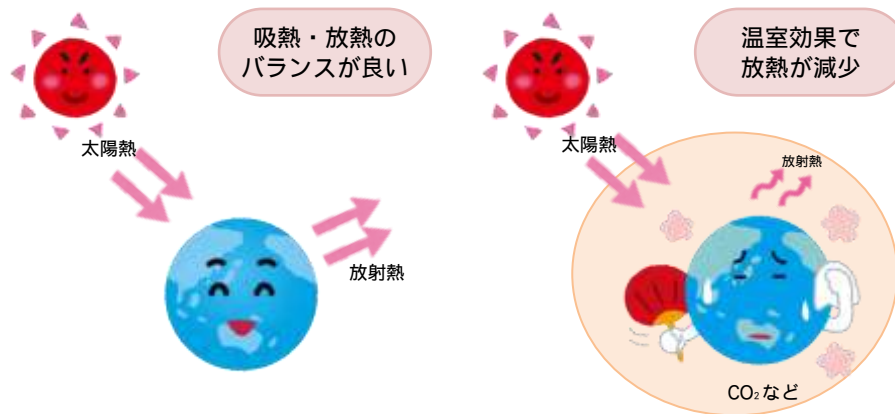 吸熱・放熱の
バランスが良い
太陽熱
放射熱
温室効果で
放熱が減少
太陽熱
放射熱
CO₂など